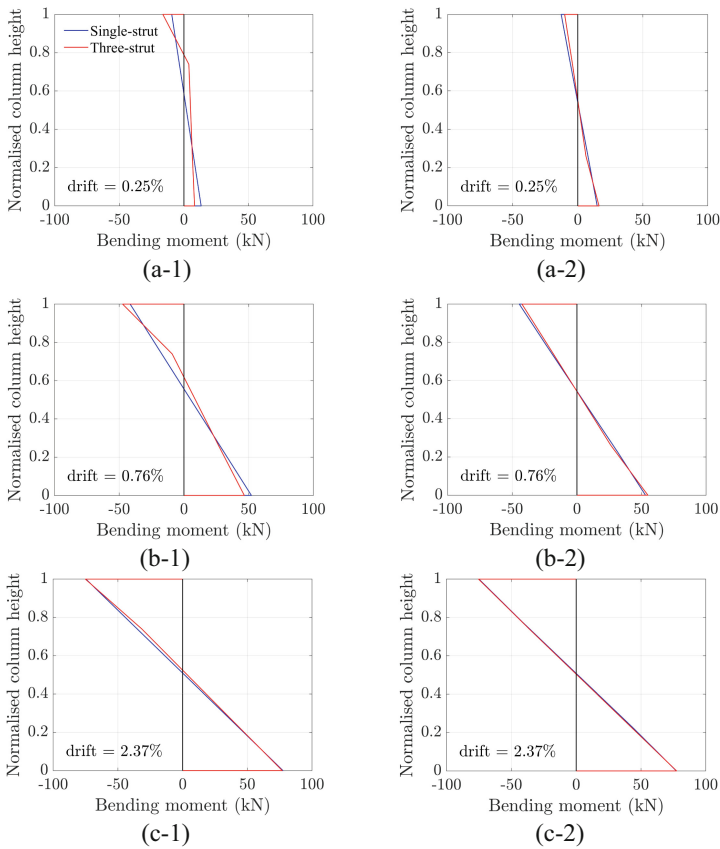 1
0.8
0.6
0.4
0.2
0
Normalised column height
Single-strut
Three-strut
drift = 0.25%
-100 -50 0 50 100
Bending moment (kN)
(a-1)
1
0.8
0.6
0.4
0.2
0
Normalised column height
drift = 0.25%
-100 -50 0 50 100
Bending moment (kN)
(a-2)
1
0.8
0.6
0.4
0.2
0
Normalised column height
drift = 0.76%
-100 -50 0 50 100
Bending moment (kN)
(b-1)
1
0.8
0.6
0.4
0.2
0
Normalised column height
drift = 0.76%
-100 -50 0 50 100
Bending moment (kN)
(b-2)
1
0.8
0.6
0.4
0.2
0
Normalised column height
drift = 2.37%
-100 -50 0 50 100
Bending moment (kN)
(c-1)
1
0.8
0.6
0.4
0.2
0
Normalised column height
drift = 2.37%
-100 -50 0 50 100
Bending moment (kN)
(c-2)